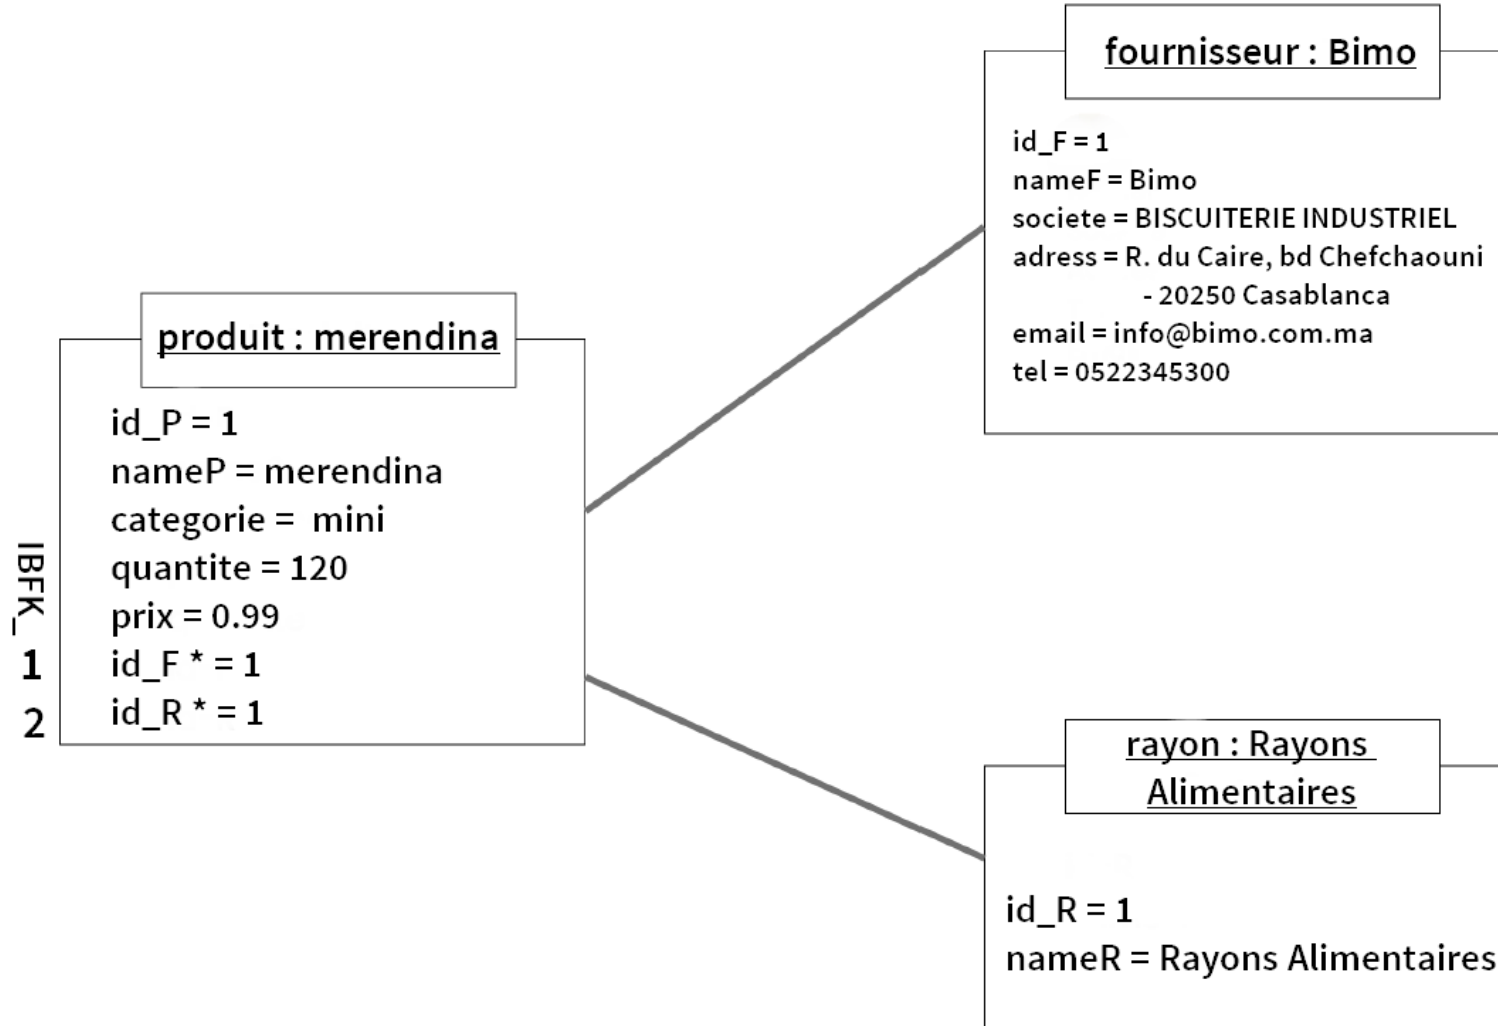 fournisseur : Bimo
id_F = 1
nameF = Bimo
societe = BISCUITERIE INDUSTRIEL
adress = R. du Caire, bd Chefchaouni
- 20250 Casablanca
email = info@bimo.com.ma
tel = 0522345300
produit : merendina
id_P = 1
nameP = merendina
categorie = mini
quantite = 120
prix = 0.99
id_F * = 1
id_R * = 1
IBFK_
1
2
rayon : Rayons
Alimentaires
id_R = 1
nameR = Rayons Alimentaires